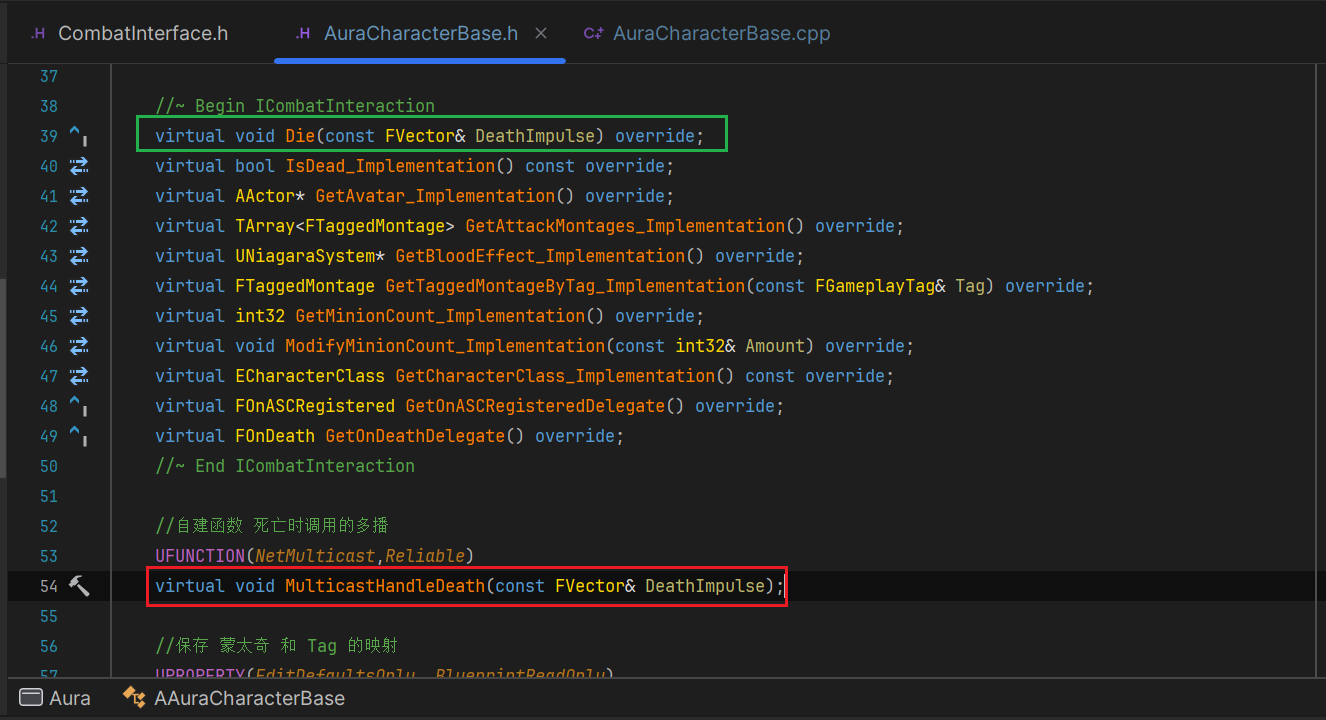 .H CombatInterface.h .H AuraCharacterBase.h × C++ AuraCharacterBase.cpp
37
38 //~ Begin ICombatInteraction
39 virtual void Die(const FVector& DeathImpulse) override;
40 virtual bool IsDead_Implementation() const override;
41 virtual AActor* GetAvatar_Implementation() override;
42 virtual TArray<FTaggedMontage> GetAttackMontages_Implementation() override;
43 virtual UNiagaraSystem* GetBloodEffect_Implementation() override;
44 virtual FTaggedMontage GetTaggedMontageByTag_Implementation(const FGameplayTag& Tag) override;
45 virtual int32 GetMinionCount_Implementation() override;
46 virtual void ModifyMinionCount_Implementation(const int32& Amount) override;
47 virtual ECharacterClass GetCharacterClass_Implementation() const override;
48 virtual FOnASCRegistered GetOnASCRegisteredDelegate() override;
49 virtual FOnDeath GetOnDeathDelegate() override;
50 //~ End ICombatInteraction
51
52 //自建函数 死亡时调用的多播
53 UFUNCTION(NetMulticast,Reliable)
54 virtual void MulticastHandleDeath(const FVector& DeathImpulse);
55
56 //保存 蒙太奇 和 Tag 的映射
57 UPROPERTY(EditDefaultsOnly, BlueprintReadOnly)
Aura AAuraCharacterBase